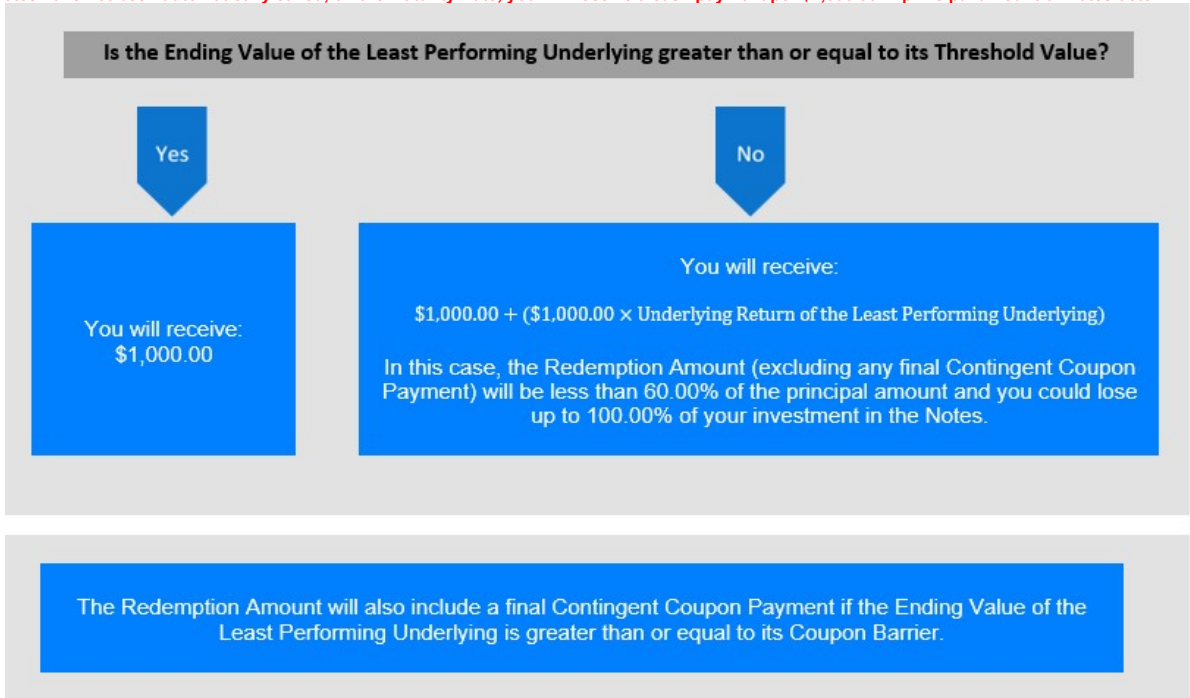 Is the Ending Value of the Least Performing Underlying greater than or equal to its Threshold Value?
Yes
No
You will receive:
$1,000.00
You will receive:
$1,000.00 + ($1,000.00 × Underlying Return of the Least Performing Underlying)
In this case, the Redemption Amount (excluding any final Contingent Coupon
Payment) will be less than 60.00% of the principal amount and you could lose
up to 100.00% of your investment in the Notes.
The Redemption Amount will also include a final Contingent Coupon Payment if the Ending Value of the
Least Performing Underlying is greater than or equal to its Coupon Barrier.